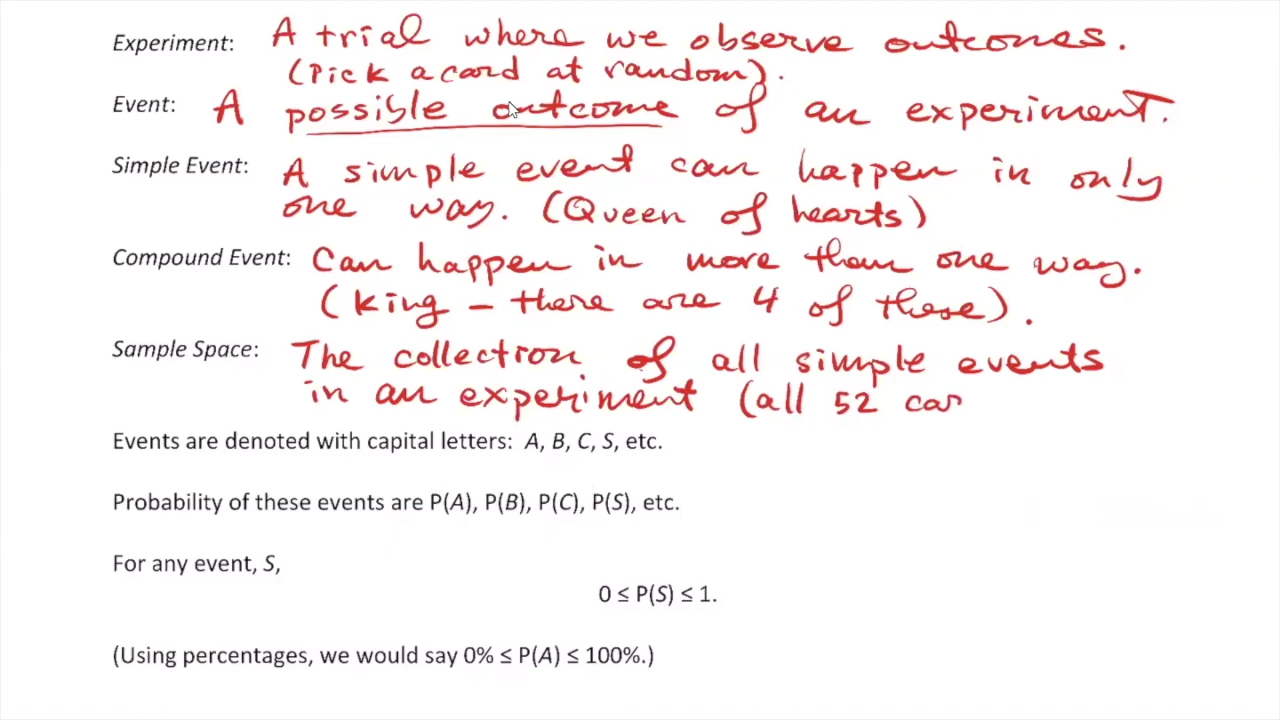 Experiment: A trial where we observe outcomes.
(Pick a card at random).
Event: A possible outcome of an experiment.
Simple Event: A simple event can happen in only
one way. (Queen of hearts)
Compound Event: Can happen in more than one way.
(King - there are 4 of these).
Sample Space: The collection of all simple events
in an experiment (all 52 car
Events are denoted with capital letters: A, B, C, S, etc.
Probability of these events are P(A), P(B), P(C), P(S), etc.
For any event, S,
0 ≤ P(S) ≤ 1.
(Using percentages, we would say 0% ≤ P(A) ≤ 100%.)